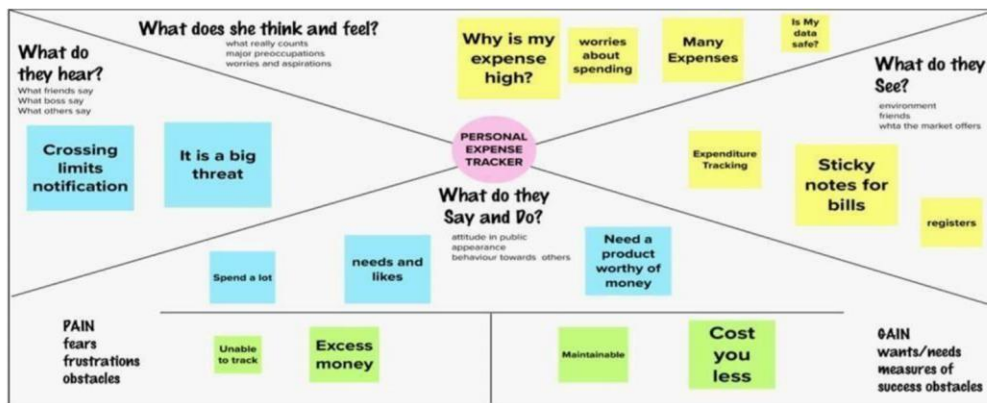 What does she think and feel?
what really counts
major preoccupations
worries and aspirations
Why is my
expense
high?
worries
about
spending
Many
Expenses
Is My
data
safe?
What do
they hear?
What friends say
What boss say
What others say
Crossing
limits
notification
It is a big
threat
PERSONAL
EXPENSE
TRACKER
What do they
See?
environment
friends
whta the market offers
Expenditure
Tracking
Sticky
notes for
bills
registers
What do they
Say and Do?
attitude in public
appearance
behaviour towards others
Spend a lot
needs and
likes
Need a
product
worthy of
money
PAIN
fears
frustrations
obstacles
Unable
to track
Excess
money
Maintainable
Cost
you
less
GAIN
wants/needs
measures of
success obstacles